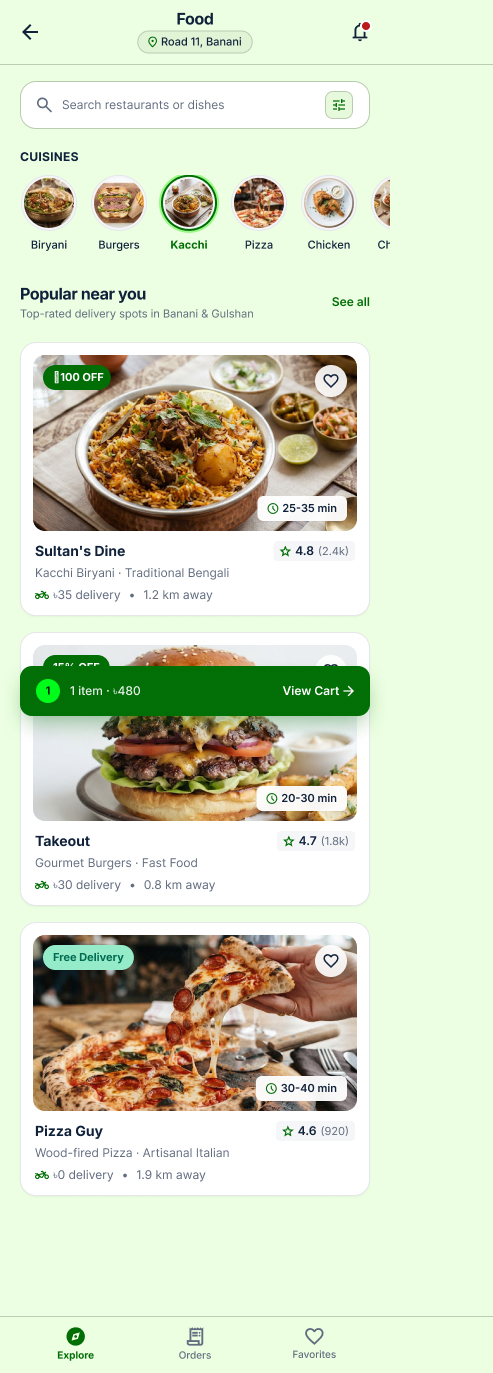 Food
Road 11, Banani
Search restaurants or dishes
CUISINES
Biryani
Burgers
Kacchi
Pizza
Chicken
Ch
Popular near you
See all
Top-rated delivery spots in Banani & Gulshan
100 OFF
25-35 min
Sultan's Dine
4.8 (2.4k)
Kacchi Biryani · Traditional Bengali
৳35 delivery • 1.2 km away
15% OFF
1
1 item · ৳480
View Cart →
20-30 min
Takeout
4.7 (1.8k)
Gourmet Burgers · Fast Food
৳30 delivery • 0.8 km away
Free Delivery
30-40 min
Pizza Guy
4.6 (920)
Wood-fired Pizza · Artisanal Italian
৳0 delivery • 1.9 km away
Explore
Orders
Favorites